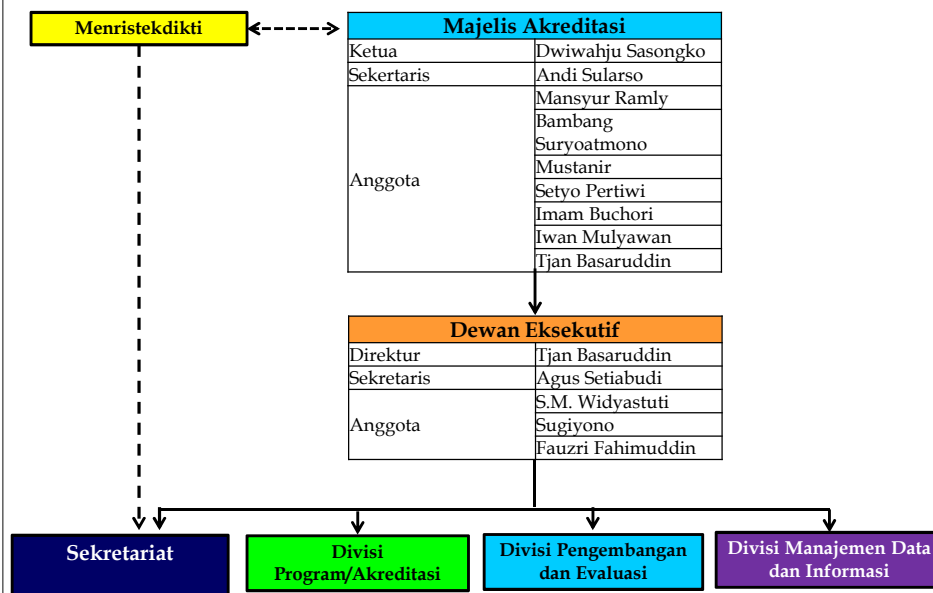 Menristekdikti
Majelis Akreditasi
Ketua Dwiwahju Sasongko
Sekertaris Andi Sularso
Anggota
Mansyur Ramly
Bambang
Suryoatmono
Mustanir
Setyo Pertiwi
Imam Buchori
Iwan Mulyawan
Tjan Basaruddin
Dewan Eksekutif
Direktur Tjan Basaruddin
Sekretaris Agus Setiabudi
Anggota
S.M. Widyastuti
Sugiyono
Fauzri Fahimuddin
Sekretariat
Divisi
Program/Akreditasi
Divisi Pengembangan
dan Evaluasi
Divisi Manajemen Data
dan Informasi